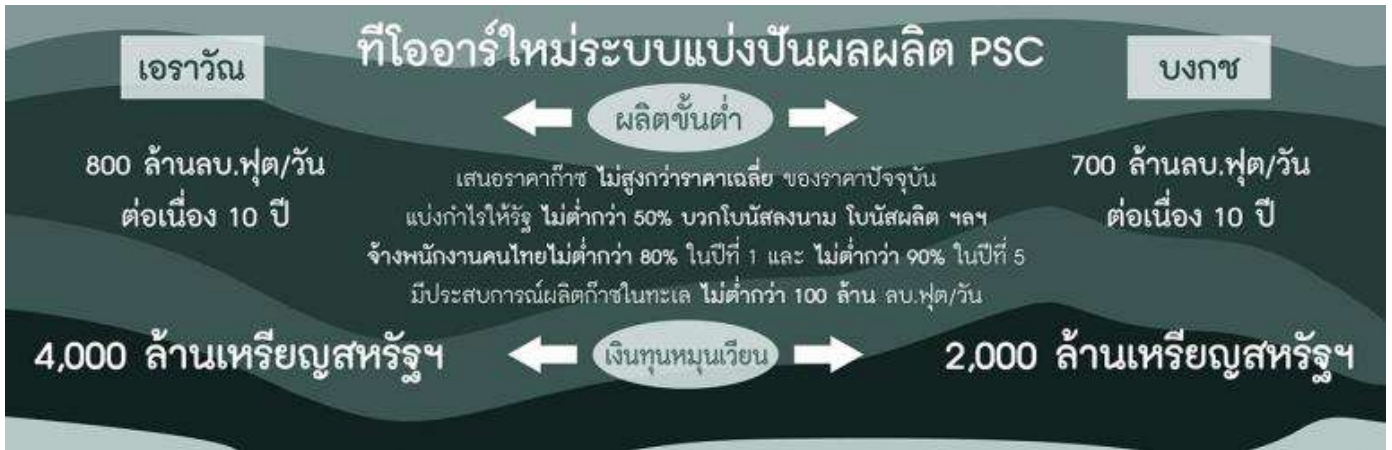 ทีโออาร์ใหม่ระบบแบ่งปันผลผลิต PSC
เอราวัณ
บงกช
ผลิตขั้นต่ำ
800 ล้านลบ.ฟุต/วัน
ต่อเนื่อง 10 ปี
700 ล้านลบ.ฟุต/วัน
ต่อเนื่อง 10 ปี
เสนอราคาก๊าซ ไม่สูงกว่าราคาเฉลี่ย ของราคาปัจจุบัน
แบ่งกำไรให้รัฐ ไม่ต่ำกว่า 50% บวกโบนัสลงนาม โบนัสผลิต ฯลฯ
จ้างพนักงานคนไทยไม่ต่ำกว่า 80% ในปีที่ 1 และ ไม่ต่ำกว่า 90% ในปีที่ 5
มีประสบการณ์ผลิตก๊าซในทะเล ไม่ต่ำกว่า 100 ล้าน ลบ.ฟุต/วัน
4,000 ล้านเหรียญสหรัฐฯ
เงินทุนหมุนเวียน
2,000 ล้านเหรียญสหรัฐฯ